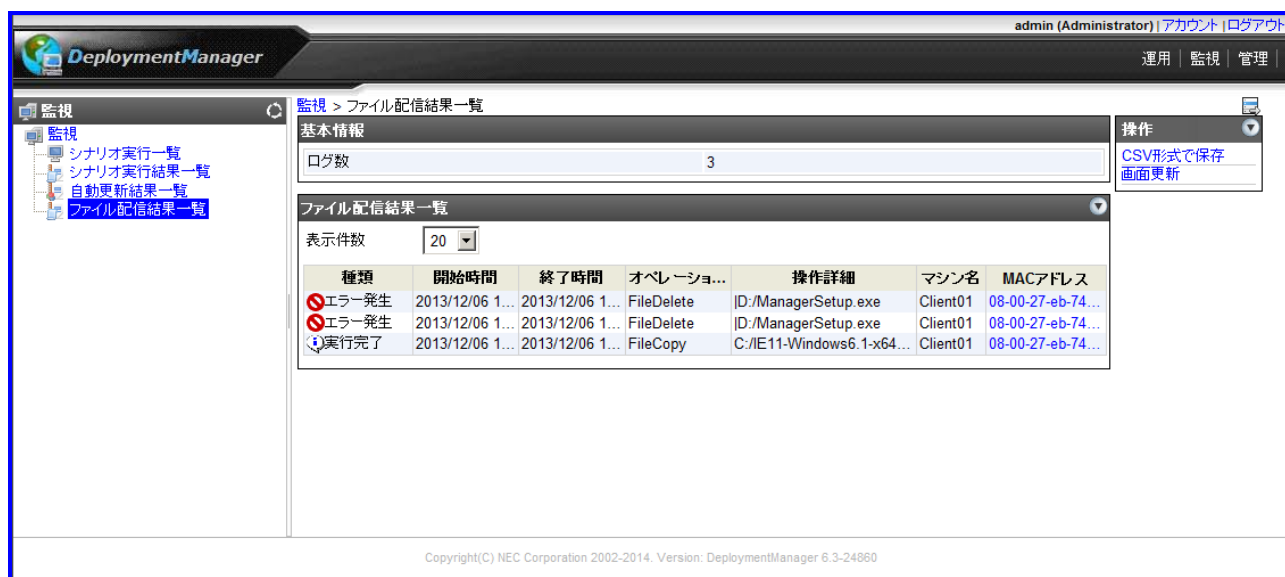 admin (Administrator) | アカウント | ログアウト
DeploymentManager
運用 | 監視 | 管理 |
監視
監視
シナリオ実行一覧
シナリオ実行結果一覧
自動更新結果一覧
ファイル配信結果一覧
監視 > ファイル配信結果一覧
基本情報
ログ数 3
ファイル配信結果一覧
表示件数 20
種類 開始時間 終了時間 オペレーショ... 操作詳細 マシン名 MACアドレス
エラー発生 2013/12/06 1... 2013/12/06 1... FileDelete |D:/ManagerSetup.exe Client01 08-00-27-eb-74...
エラー発生 2013/12/06 1... 2013/12/06 1... FileDelete |D:/ManagerSetup.exe Client01 08-00-27-eb-74...
実行完了 2013/12/06 1... 2013/12/06 1... FileCopy C:/IE11-Windows6.1-x64... Client01 08-00-27-eb-74...
操作
CSV形式で保存
画面更新
Copyright(C) NEC Corporation 2002-2014. Version: DeploymentManager 6.3-24860